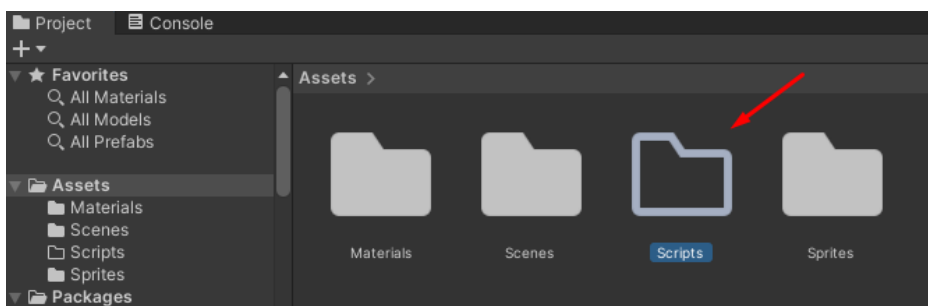 Project Console
Favorites
All Materials
All Models
All Prefabs
Assets
Materials
Scenes
Scripts
Sprites
Packages
Assets >
Materials Scenes Scripts Sprites